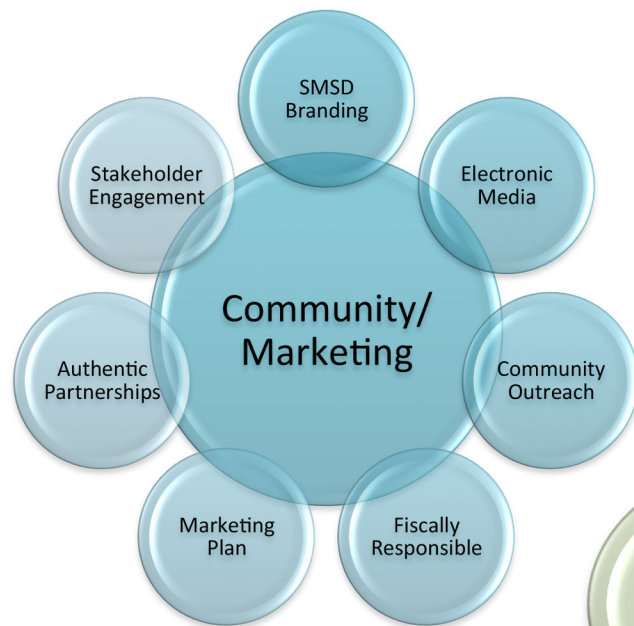 SMSD
Branding
Electronic
Media
Community
Outreach
Fiscally
Responsible
Marketing
Plan
Authentic
Partnerships
Stakeholder
Engagement
Community/
Marketing